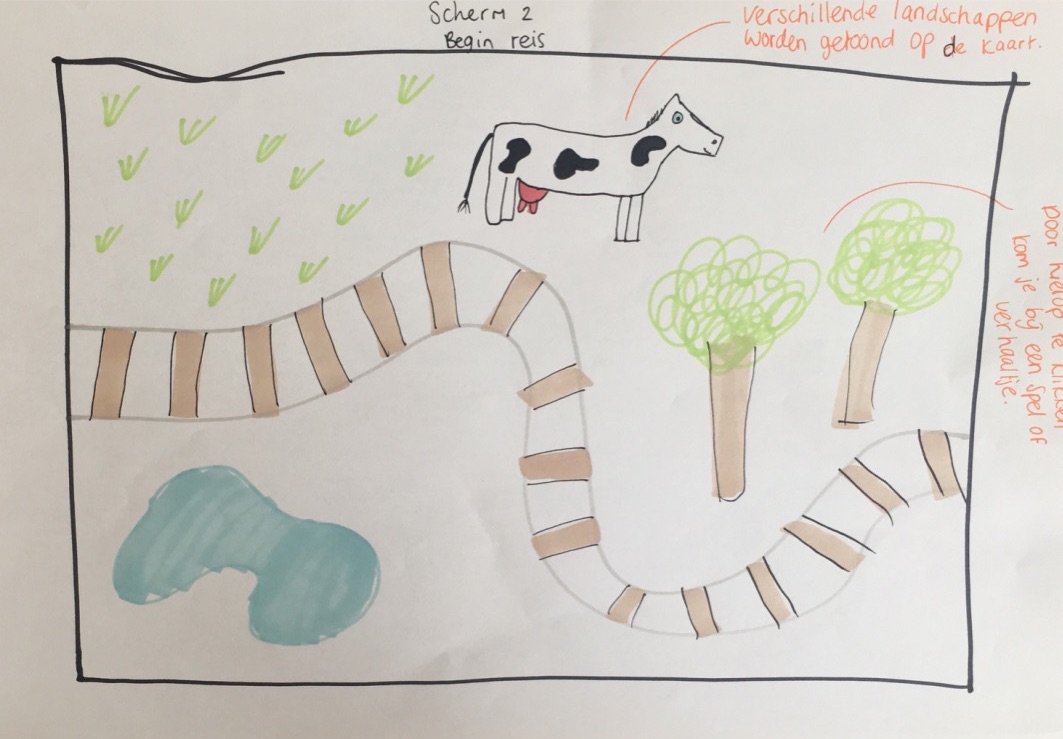 Scherm 2
Begin reis
Verschillende landschappen
worden getoond op de kaart.
Door hierop te klikken
kom je bij een spel of
verhaaltje.